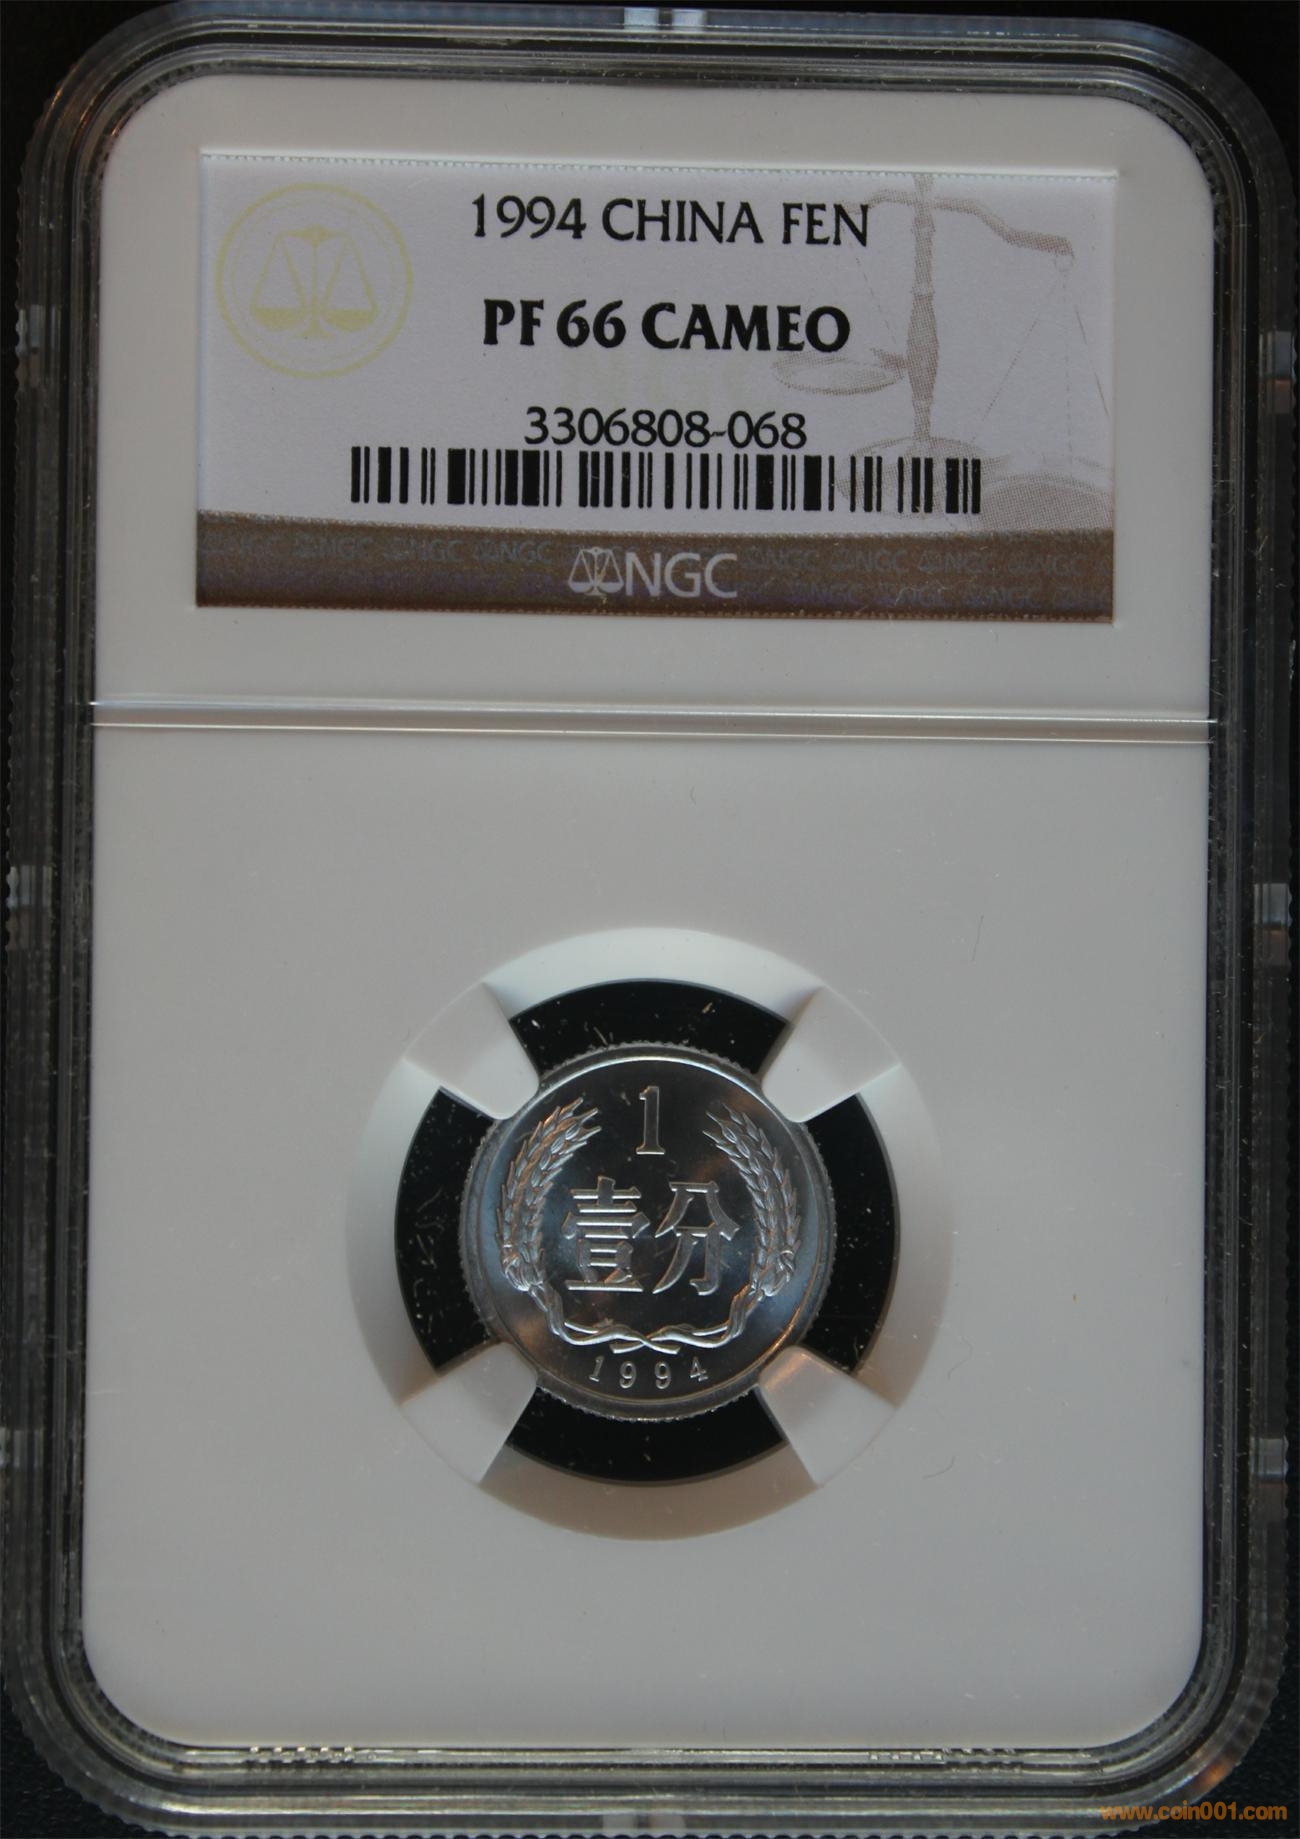 1994 CHINA FEN
PF 66 CAMEO
3306808-068
NGC
1
壹分
1994
www.coin001.com